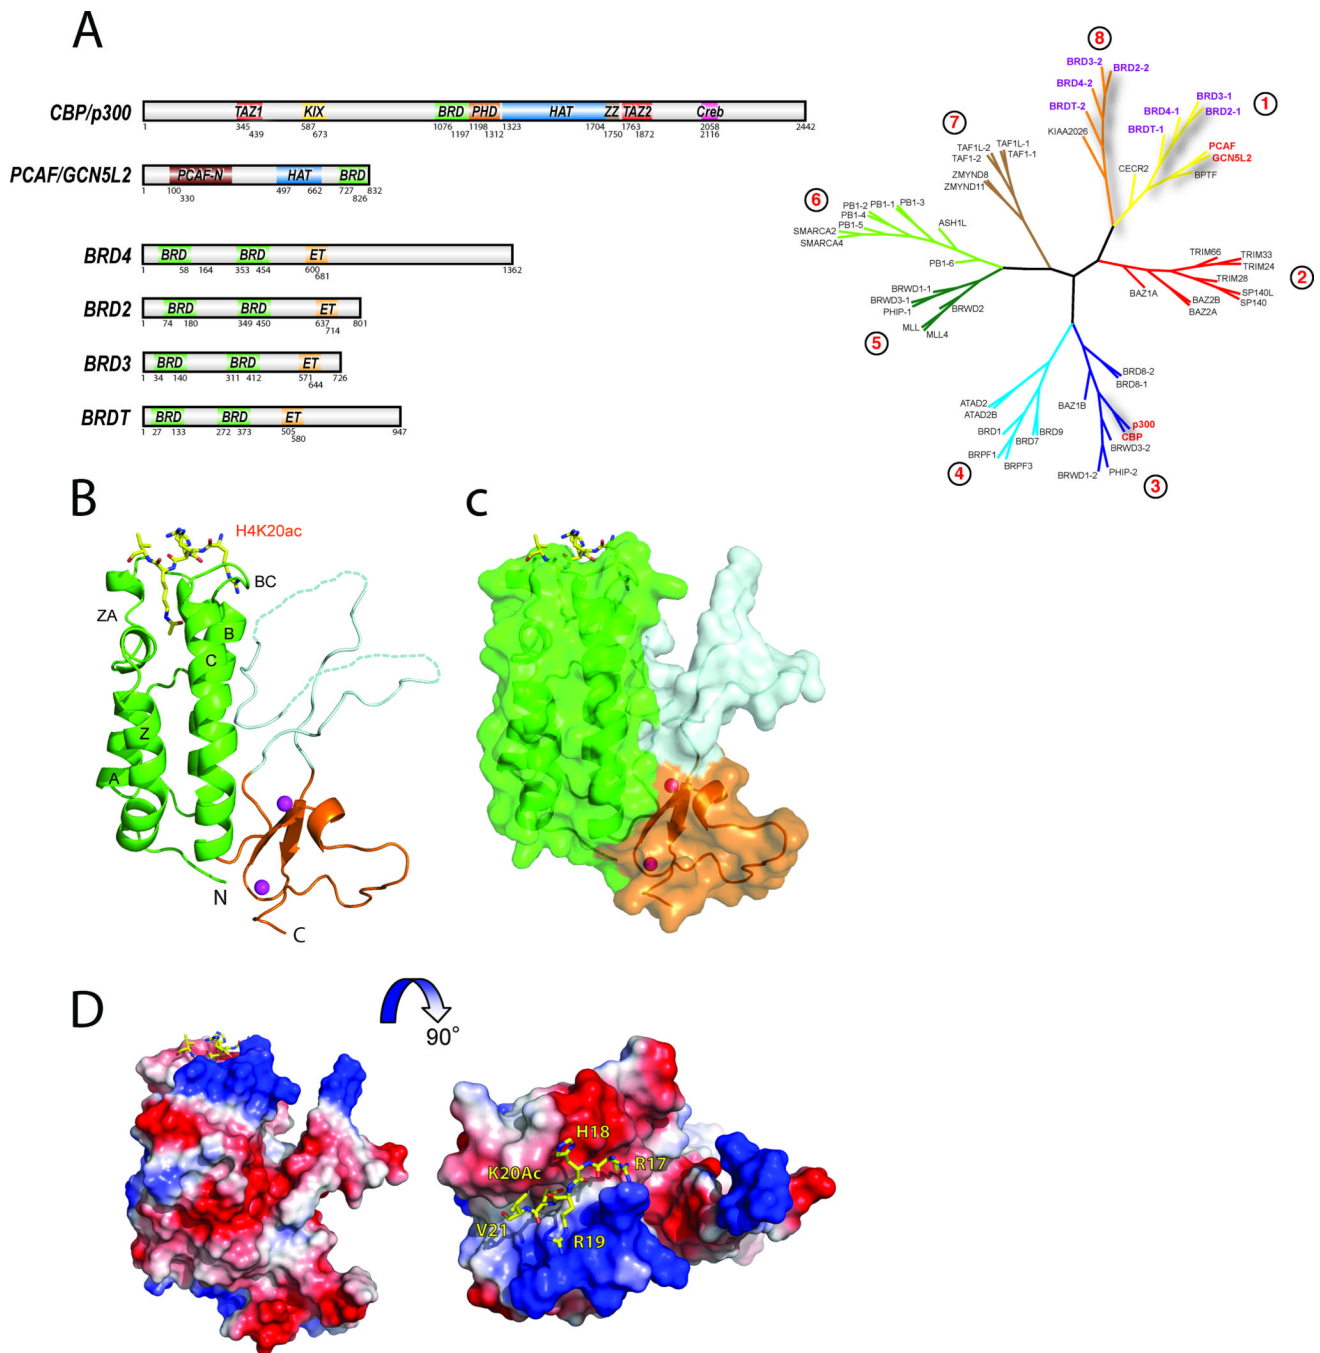 A
CBP/p300
TAZ1 KIX BRD PHD HAT ZZ TAZ2 Creb
1 345 439 587 673 1076 1197 1198 1312 1323 1704 1750 1763 1872 2058 2116 2442
PCAF/GCN5L2
PCAF-N HAT BRD
1 100 330 497 662 727 826 832
BRD4
BRD BRD ET
1 58 164 353 454 600 681 1362
BRD2
BRD BRD ET
1 74 180 349 450 637 714 801
BRD3
BRD BRD ET
1 34 140 311 412 571 644 726
BRDT
BRD BRD ET
1 27 133 272 373 505 580 947
8
BRD3-2
BRD2-2
BRD4-2
BRDT-2
KIAA2026
1
BRD3-1
BRD4-1
BRD2-1
BRDT-1
PCAF
GCN5L2
CECR2
BPTF
7
TAF1L-1
TAF1L-2
TAF1-1
TAF1-2
ZMYND8
ZMYND11
6
PB1-2
PB1-1
PB1-3
PB1-4
PB1-5
SMARCA2
SMARCA4
ASH1L
PB1-6
2
TRIM66
TRIM33
TRIM24
TRIM28
SP140L
SP140
BAZ1A
BAZ2B
BAZ2A
5
BRWD1-1
BRWD3-1
PHIP-1
BRWD2
MLL
MLL4
4
ATAD2
ATAD2B
BRD1
BRD7
BRD9
BRPF1
BRPF3
3
BRD8-2
BRD8-1
BAZ1B
p300
CBP
BRWD3-2
BRWD1-2
PHIP-2
B
H4K20ac
BC
ZA
B
C
Z
A
N
C
C
D
90°
H18
K20Ac
R17
V21
R19